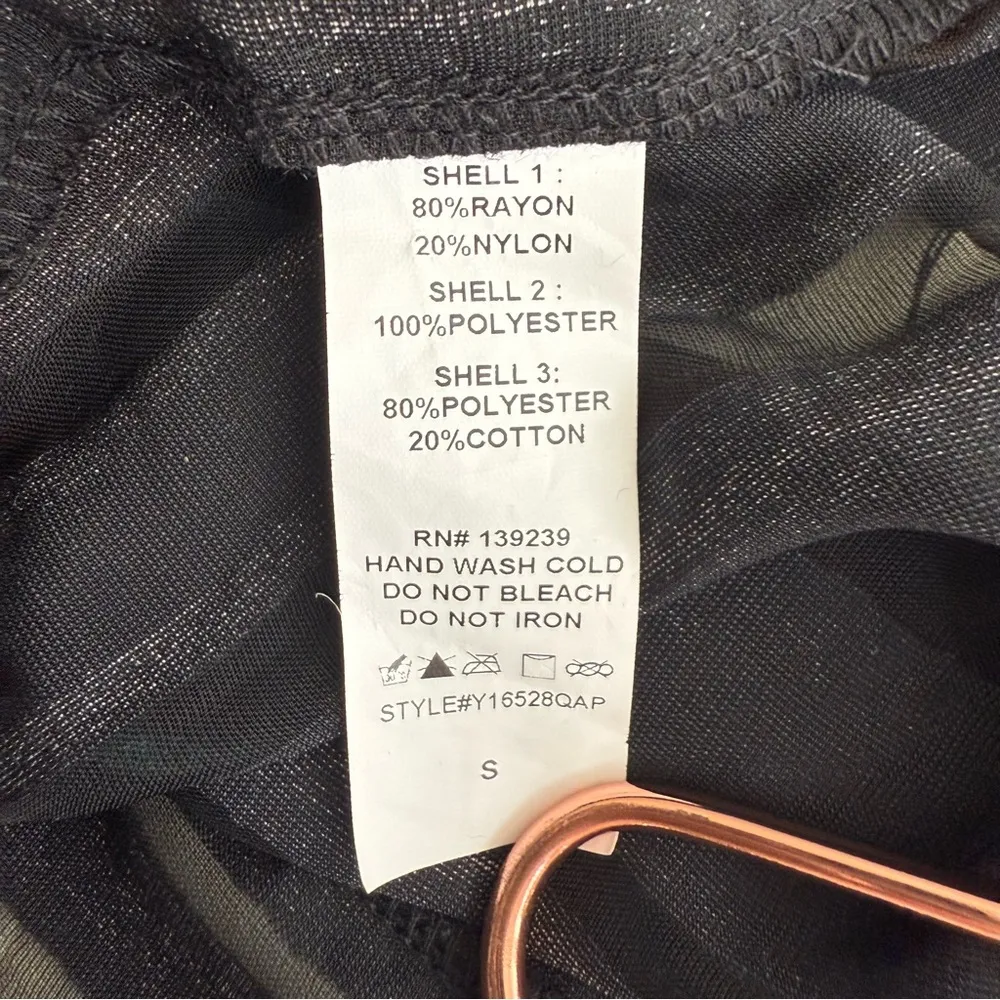 SHELL 1 :
80%RAYON
20%NYLON
SHELL 2 :
100%POLYESTER
SHELL 3:
80%POLYESTER
20%COTTON
RN# 139239
HAND WASH COLD
DO NOT BLEACH
DO NOT IRON
STYLE#Y16528QAP
S